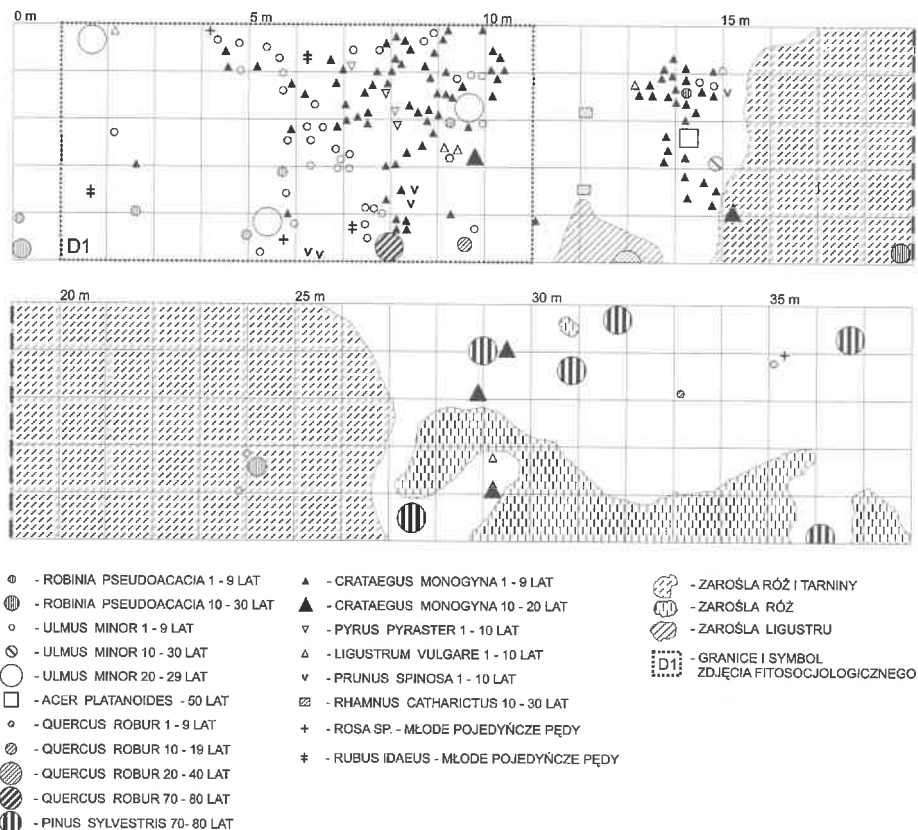 0 m 5 m 10 m 15 m
D1
20 m 25 m 30 m 35 m
- ROBINIA PSEUDOACACIA 1 - 9 LAT
- ROBINIA PSEUDOACACIA 10 - 30 LAT
- ULMUS MINOR 1 - 9 LAT
- ULMUS MINOR 10 - 30 LAT
- ULMUS MINOR 20 - 29 LAT
- ACER PLATANOIDES - 50 LAT
- QUERCUS ROBUR 1 - 9 LAT
- QUERCUS ROBUR 10 - 19 LAT
- QUERCUS ROBUR 20 - 40 LAT
- QUERCUS ROBUR 70 - 80 LAT
- PINUS SYLVESTRIS 70 - 80 LAT
- CRATAEGUS MONOGYNA 1 - 9 LAT
- CRATAEGUS MONOGYNA 10 - 20 LAT
- PYRUS PYRASTER 1 - 10 LAT
- LIGUSTRUM VULGARE 1 - 10 LAT
- PRUNUS SPINOSA 1 - 10 LAT
- RHAMNUS CATHARICTUS 10 - 30 LAT
- ROSA SP. - MŁODE POJEDYŃCZE PĘDY
- RUBUS IDAEUS - MŁODE POJEDYŃCZE PĘDY
- ZAROŚLA RÓŻ I TARNINY
- ZAROŚLA RÓŻ
- ZAROŚLA LIGUSTRU
D1 - GRANICE I SYMBOL
ZDJĘCIA FITOSOCJOLOGICZNEGO